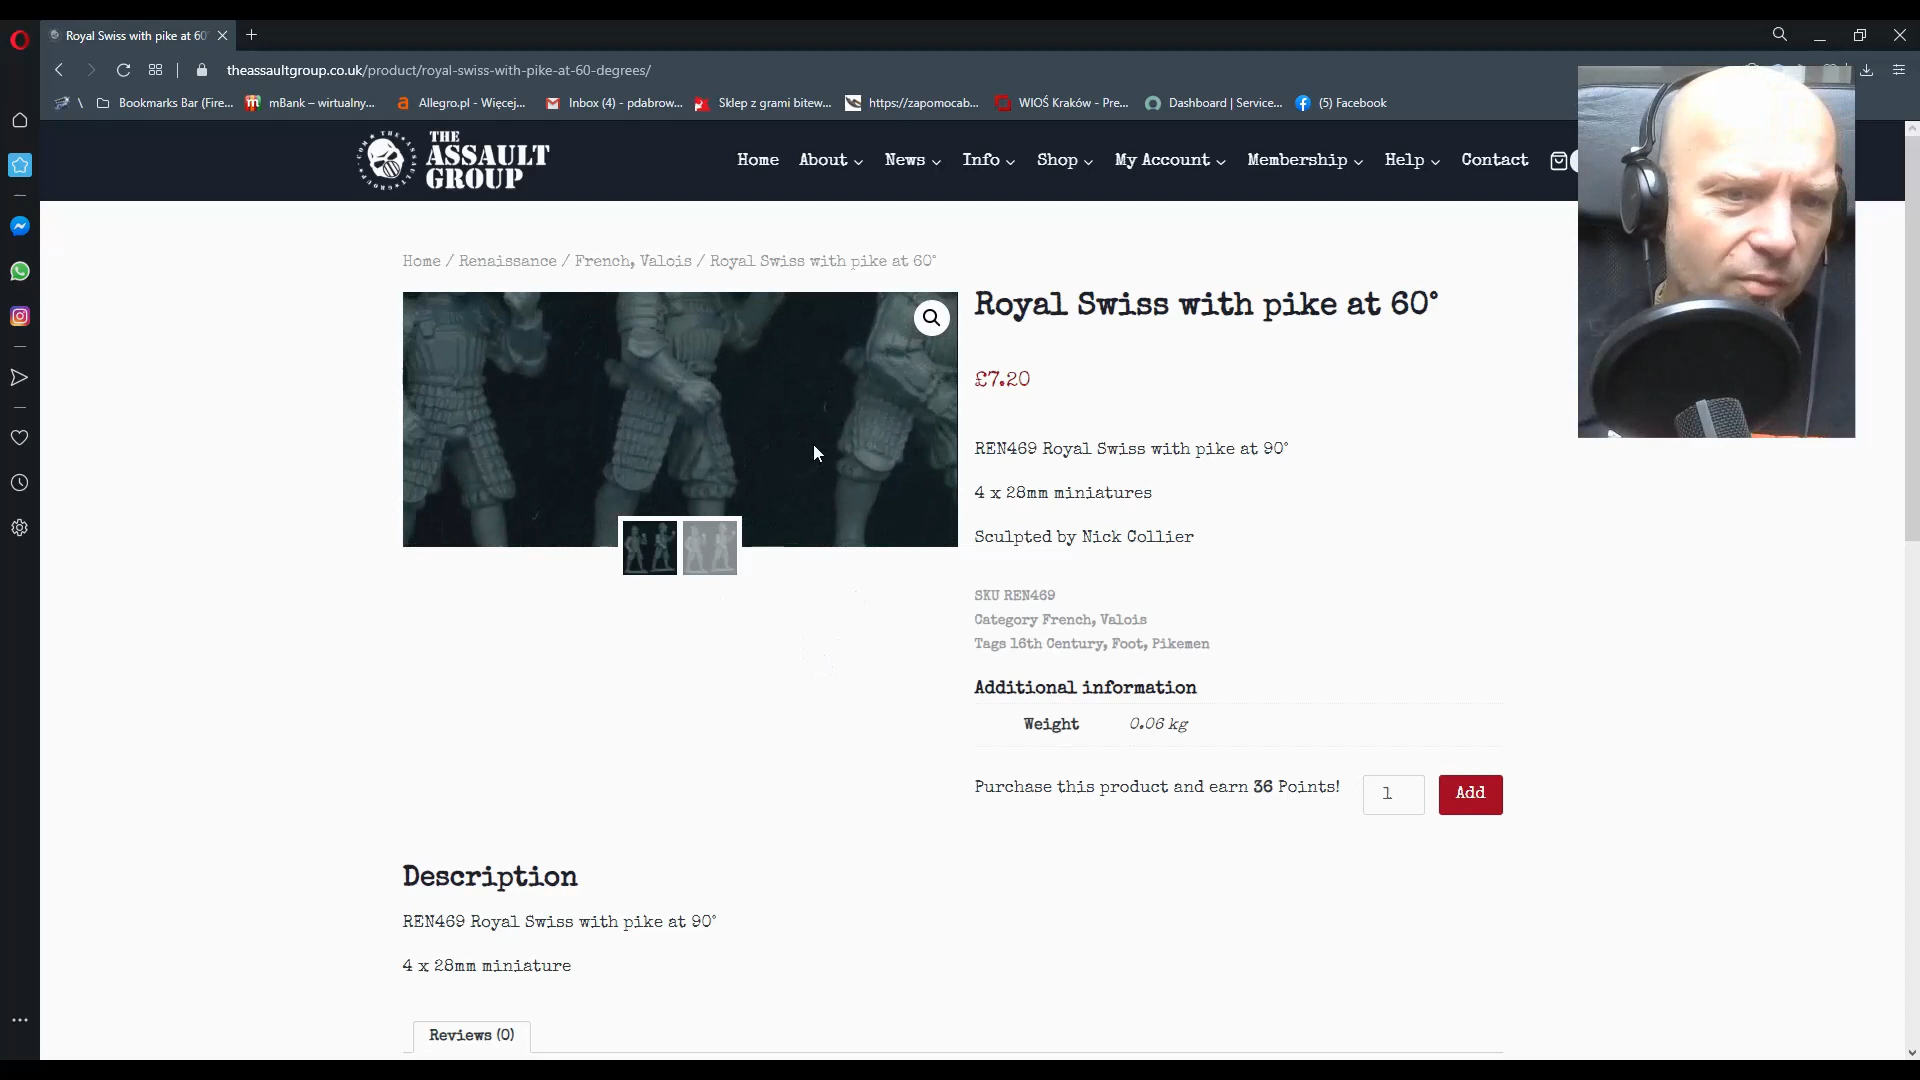 Royal Swiss with pike at 60°
theassaultgroup.co.uk/product/royal-swiss-with-pike-at-60-degrees/
\ Bookmarks Bar (Fire... mBank – wirtualny... Allegro.pl - Więcej... Inbox (4) - pdabrow... Sklep z grami bitew... https://zapomocab... WIOŚ Kraków - Pre... Dashboard | Service... (5) Facebook
THE
ASSAULT
GROUP
Home About News Info Shop My Account Membership Help Contact
Home / Renaissance / French, Valois / Royal Swiss with pike at 60°
Royal Swiss with pike at 60°
£7.20
REN469 Royal Swiss with pike at 90°
4 x 28mm miniatures
Sculpted by Nick Collier
SKU REN469
Category French, Valois
Tags 16th Century, Foot, Pikemen
Additional information
Weight 0.06 kg
Purchase this product and earn 36 Points! 1 Add
Description
REN469 Royal Swiss with pike at 90°
4 x 28mm miniature
Reviews (0)